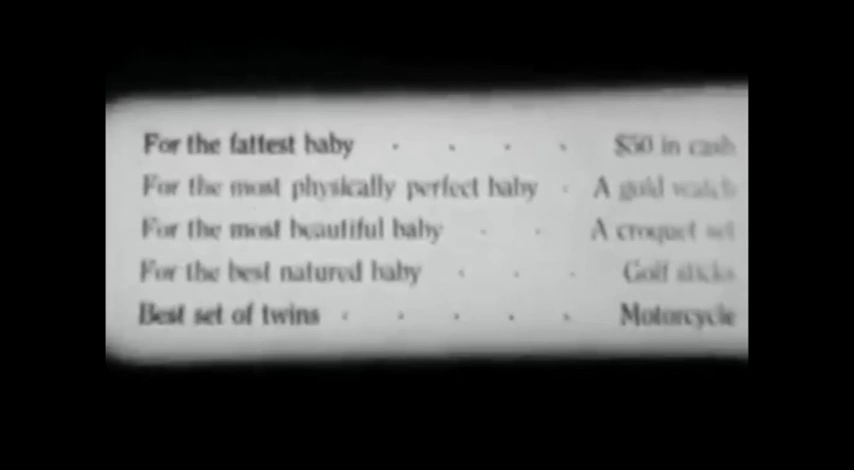 For the fattest baby . . . . $50 in cash
For the most physically perfect baby . A gold watch
For the most beautiful baby . . A croquet set
For the best natured baby . . . Golf sticks
Best set of twins . . . . . Motorcycle